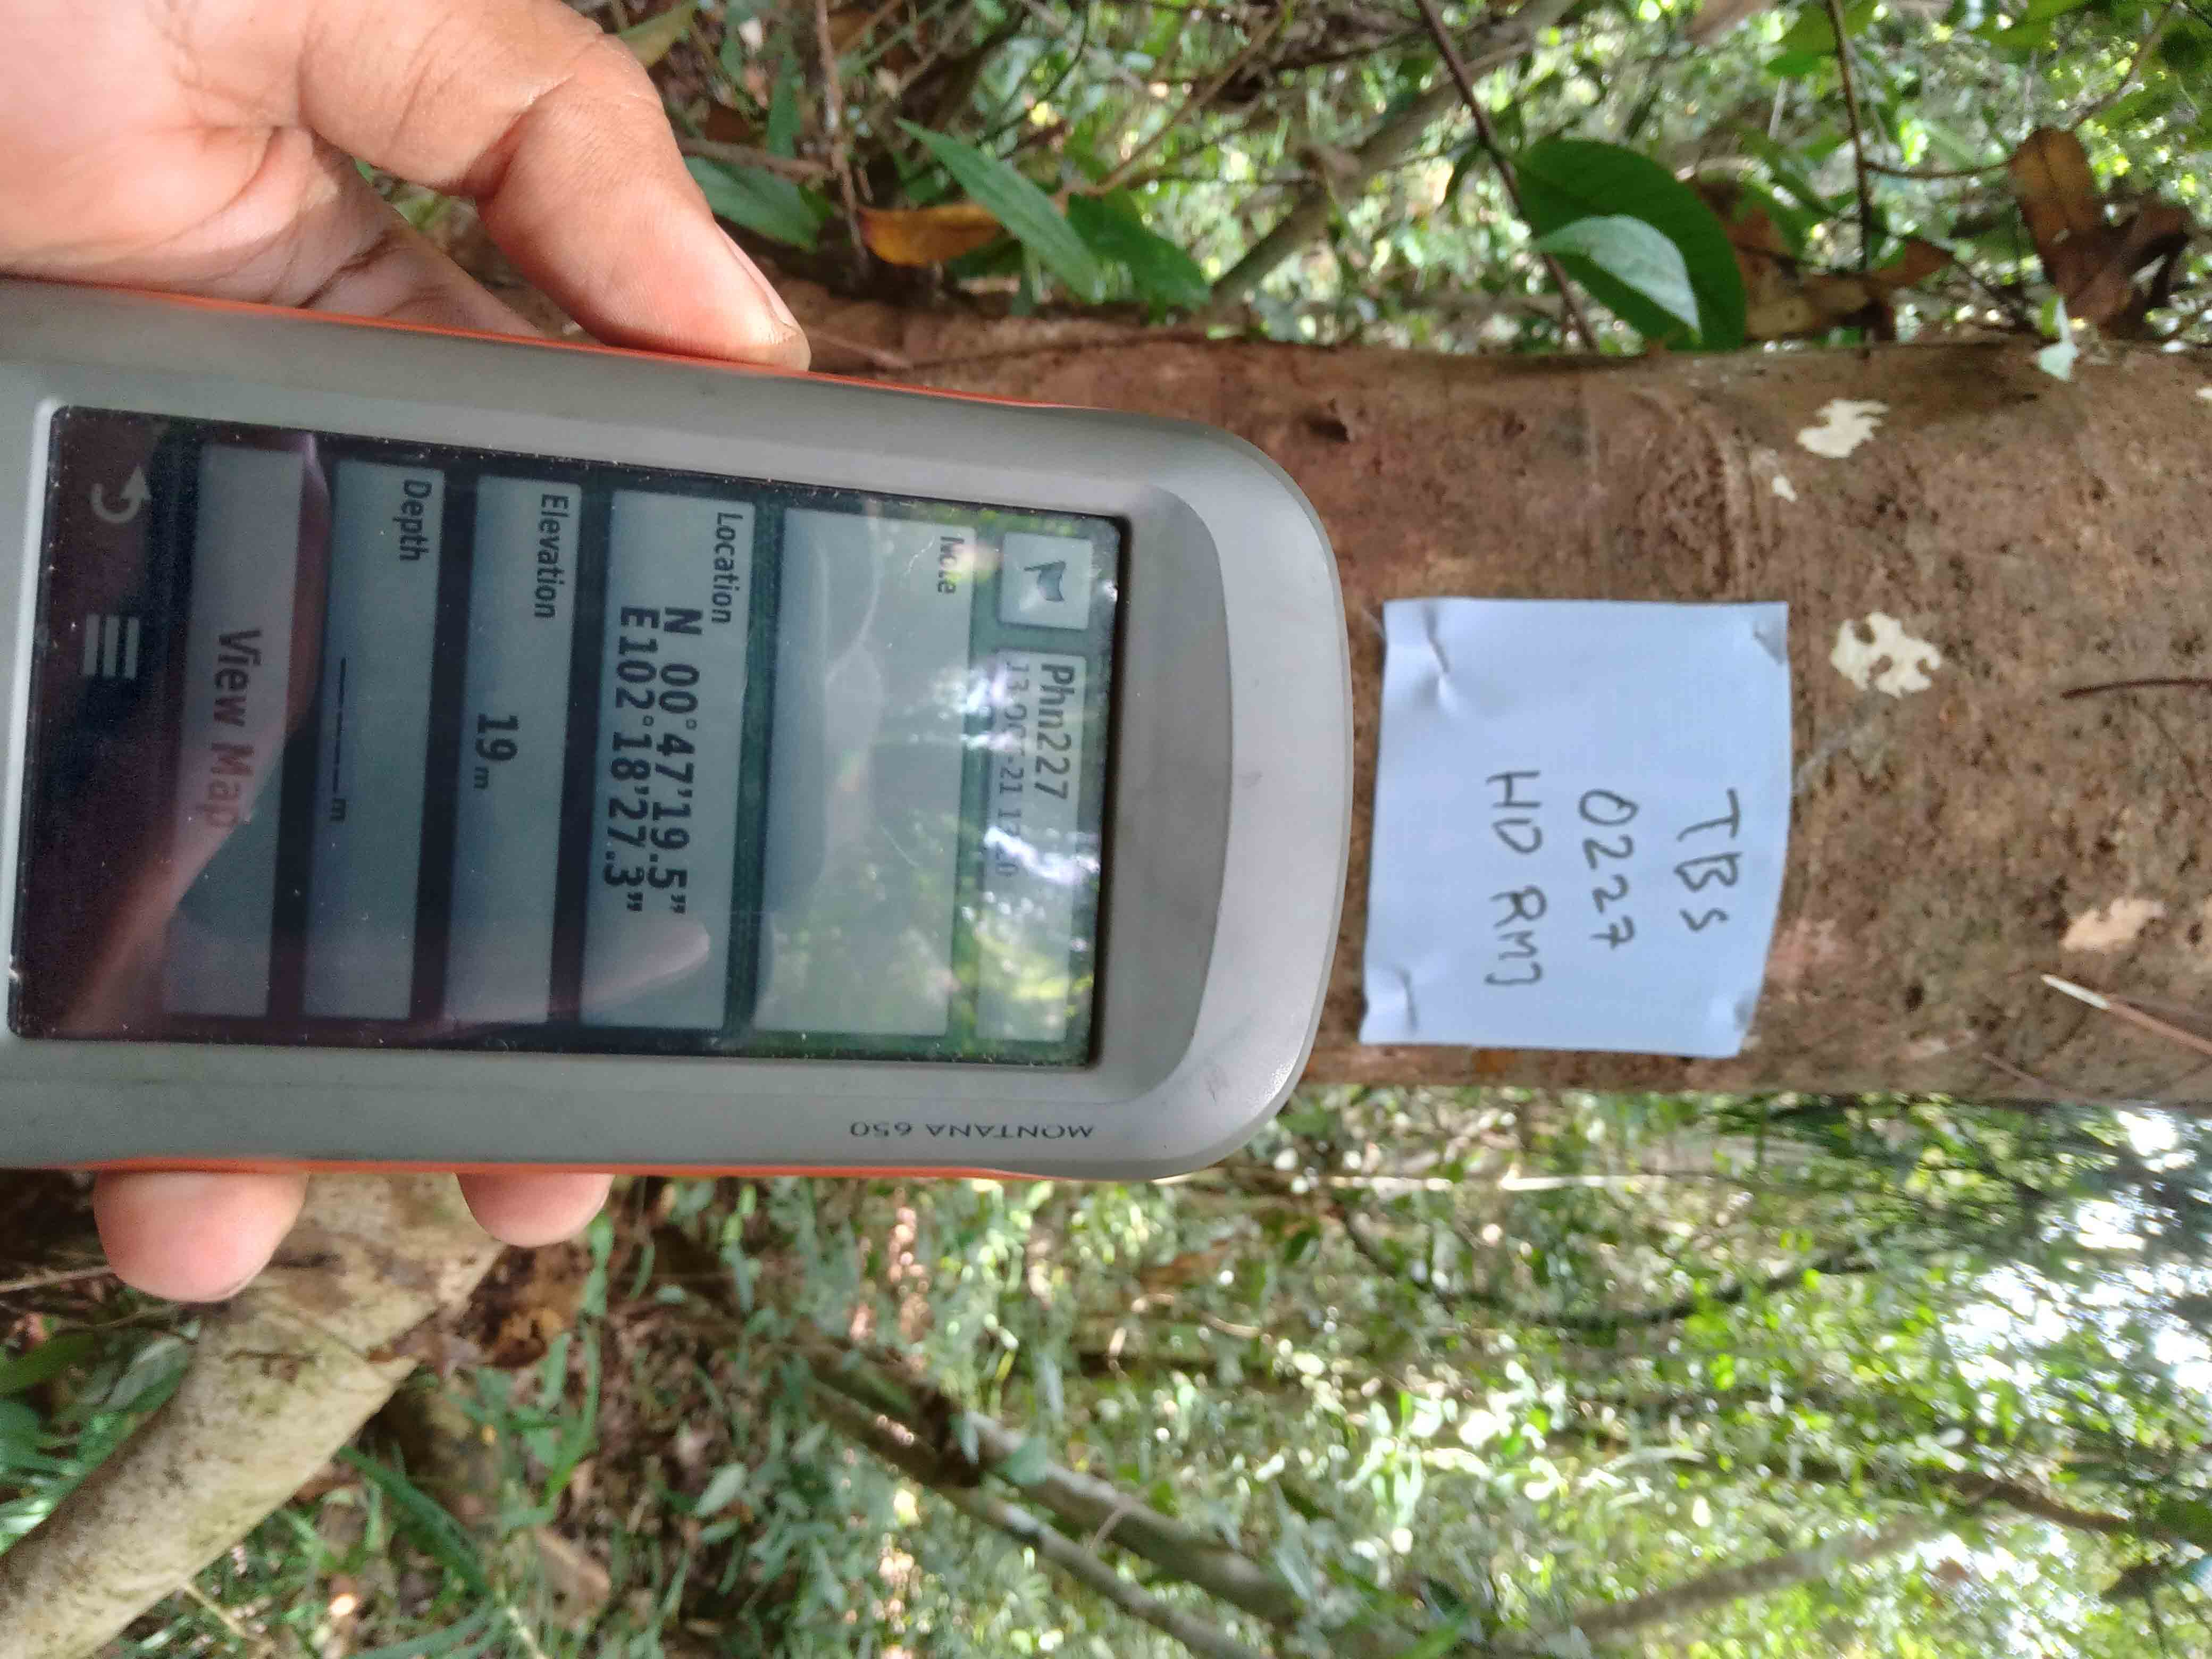 TBS
0227
HD RMJ
MONTANA 650
Phn227
Note
Location
N 00°47'19.5"
E102°18'27.3"
Elevation
19m
Depth
_____m
View Map